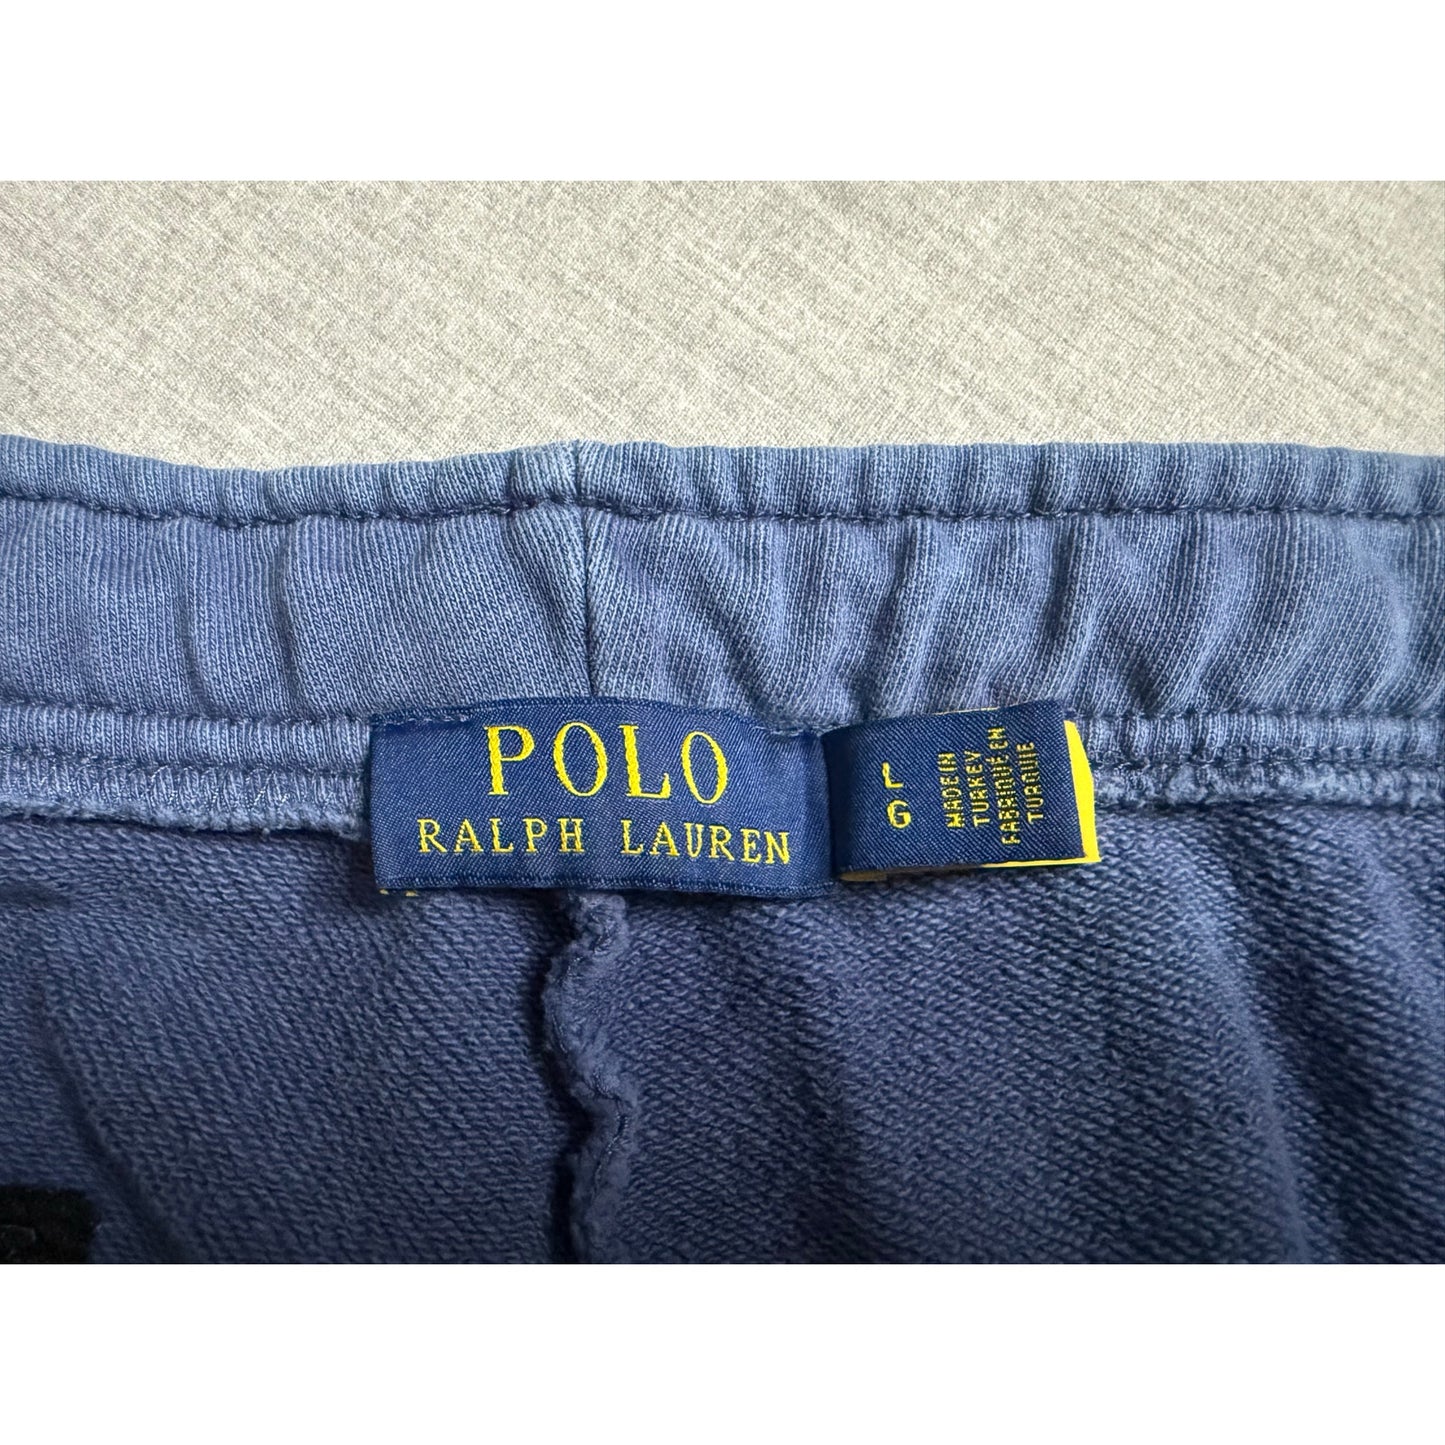 POLO
RALPH LAUREN
L
G
MADE IN
TURKEY
FABRIQUÉ EN
TURQUIE